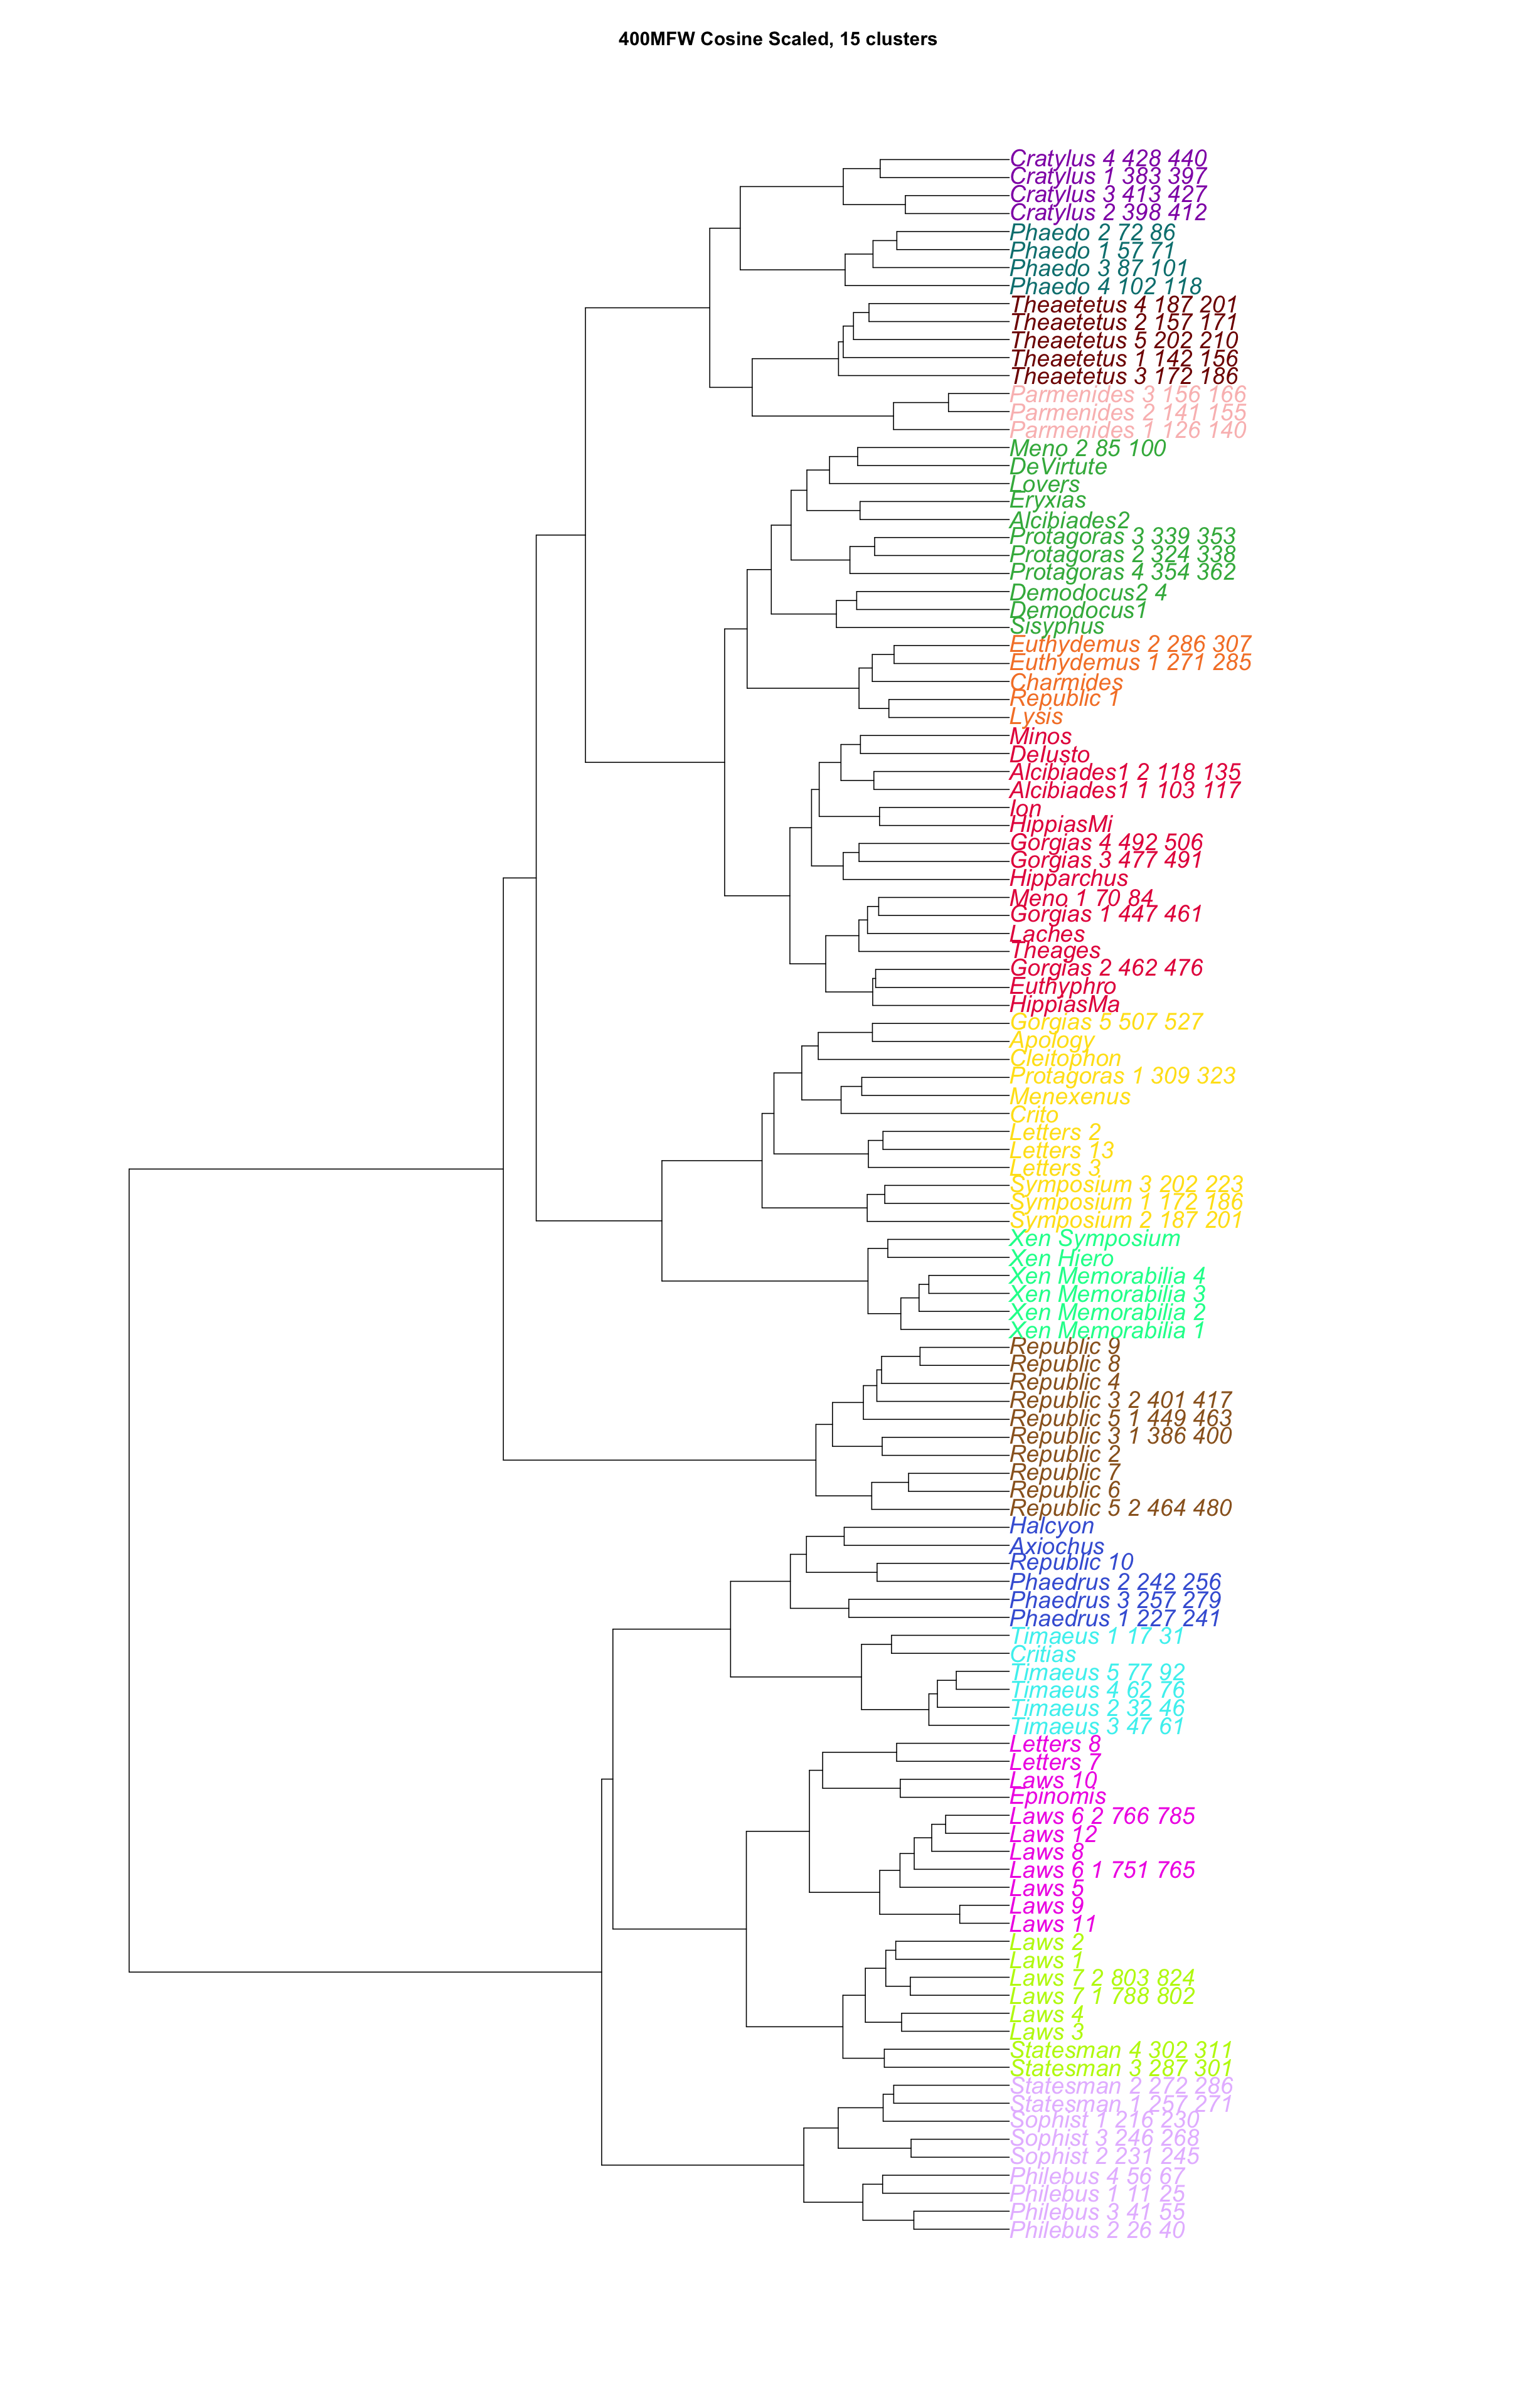 400MFW Cosine Scaled, 15 clusters
Cratylus 4 428 440
Cratylus 1 383 397
Cratylus 3 413 427
Cratylus 2 398 412
Phaedo 2 72 86
Phaedo 1 57 71
Phaedo 3 87 101
Phaedo 4 102 118
Theaetetus 4 187 201
Theaetetus 2 157 171
Theaetetus 5 202 210
Theaetetus 1 142 156
Theaetetus 3 172 186
Parmenides 3 156 166
Parmenides 2 141 155
Parmenides 1 126 140
Meno 2 85 100
DeVirtute
Lovers
Eryxias
Alcibiades2
Protagoras 3 339 353
Protagoras 2 324 338
Protagoras 4 354 362
Demodocus2 4
Demodocus1
Sisyphus
Euthydemus 2 286 307
Euthydemus 1 271 285
Charmides
Republic 1
Lysis
Minos
DeIusto
Alcibiades1 2 118 135
Alcibiades1 1 103 117
Ion
HippiasMi
Gorgias 4 492 506
Gorgias 3 477 491
Hipparchus
Meno 1 70 84
Gorgias 1 447 461
Laches
Theages
Gorgias 2 462 476
Euthyphro
HippiasMa
Gorgias 5 507 527
Apology
Cleitophon
Protagoras 1 309 323
Menexenus
Crito
Letters 2
Letters 13
Letters 3
Symposium 3 202 223
Symposium 1 172 186
Symposium 2 187 201
Xen Symposium
Xen Hiero
Xen Memorabilia 4
Xen Memorabilia 3
Xen Memorabilia 2
Xen Memorabilia 1
Republic 9
Republic 8
Republic 4
Republic 3 2 401 417
Republic 5 1 449 463
Republic 3 1 386 400
Republic 2
Republic 7
Republic 6
Republic 5 2 464 480
Halcyon
Axiochus
Republic 10
Phaedrus 2 242 256
Phaedrus 3 257 279
Phaedrus 1 227 241
Timaeus 1 17 31
Critias
Timaeus 5 77 92
Timaeus 4 62 76
Timaeus 2 32 46
Timaeus 3 47 61
Letters 8
Letters 7
Laws 10
Epinomis
Laws 6 2 766 785
Laws 12
Laws 8
Laws 6 1 751 765
Laws 5
Laws 9
Laws 11
Laws 2
Laws 1
Laws 7 2 803 824
Laws 7 1 788 802
Laws 4
Laws 3
Statesman 4 302 311
Statesman 3 287 301
Statesman 2 272 286
Statesman 1 257 271
Sophist 1 216 230
Sophist 3 246 268
Sophist 2 231 245
Philebus 4 56 67
Philebus 1 11 25
Philebus 3 41 55
Philebus 2 26 40